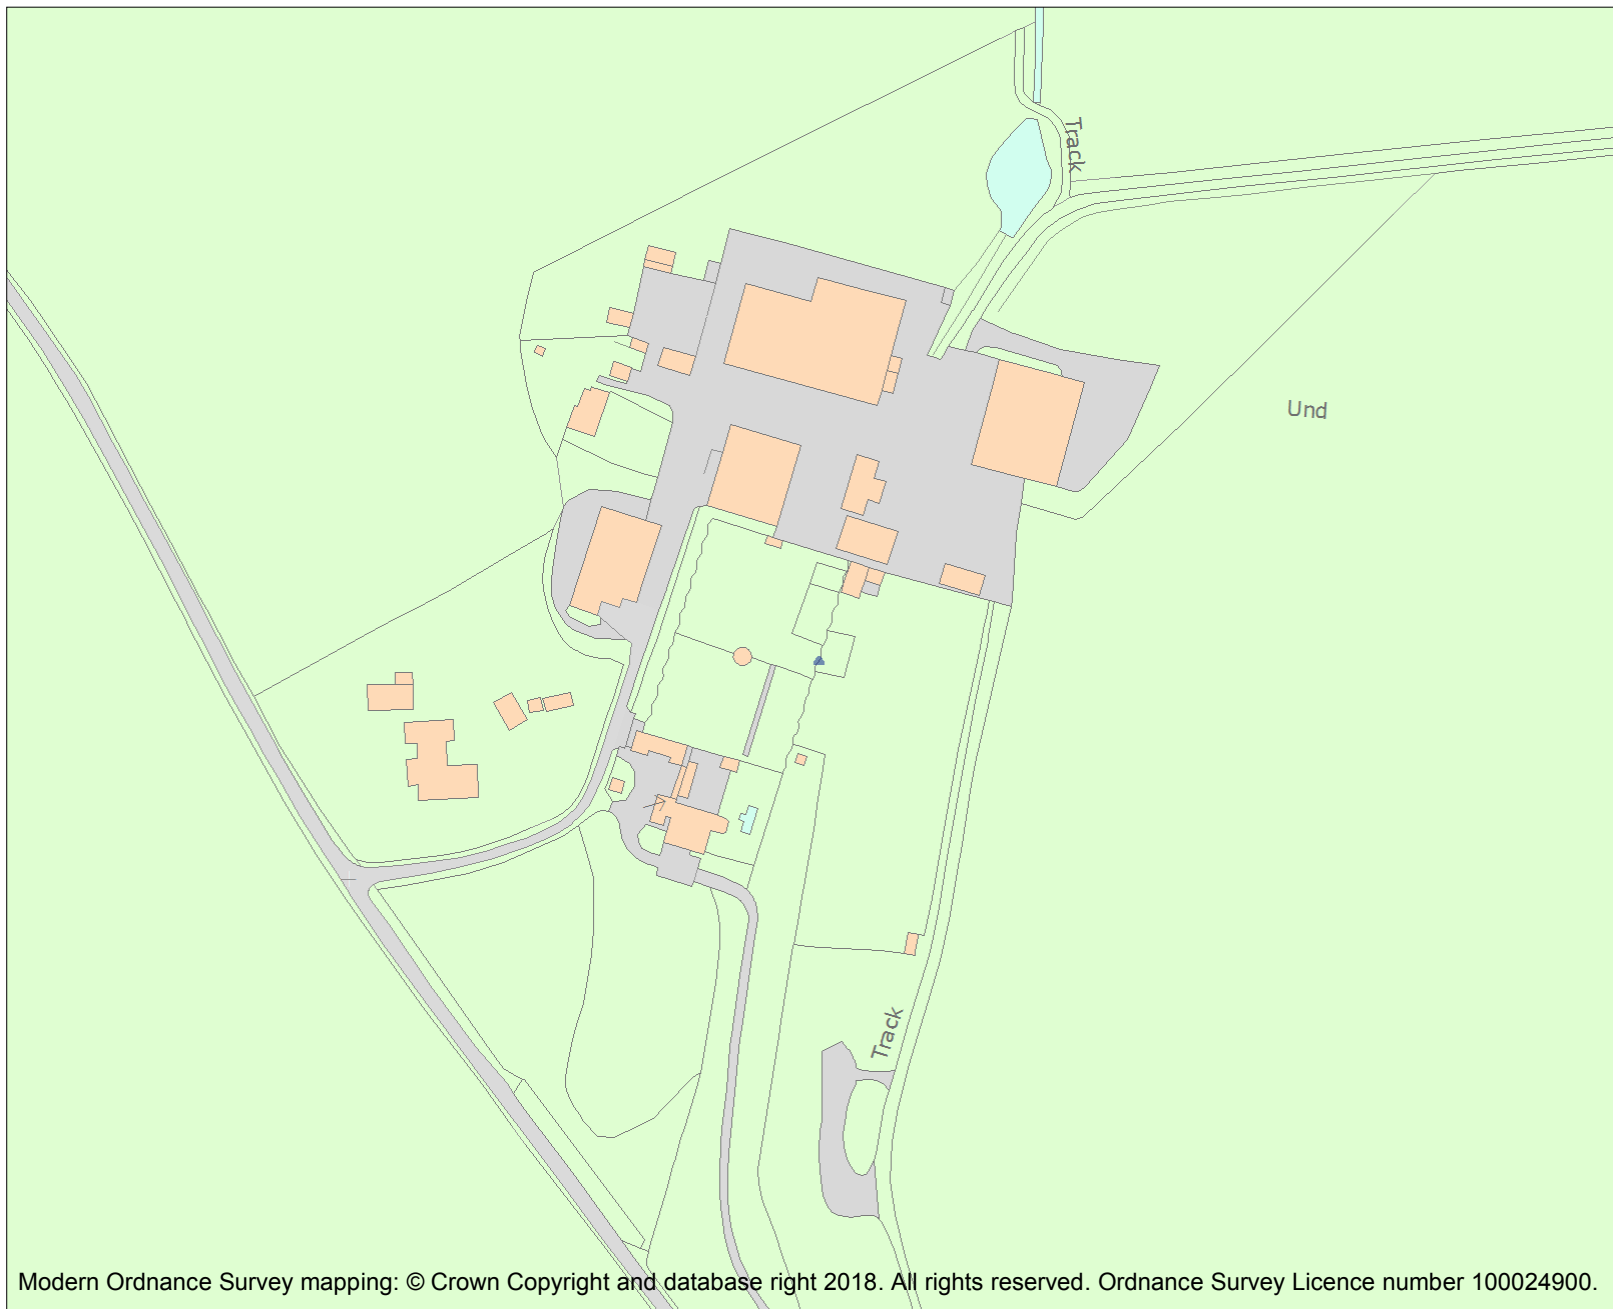 Track
Und
Track
Modern Ordnance Survey mapping: © Crown Copyright and database right 2018. All rights reserved. Ordnance Survey Licence number 100024900.